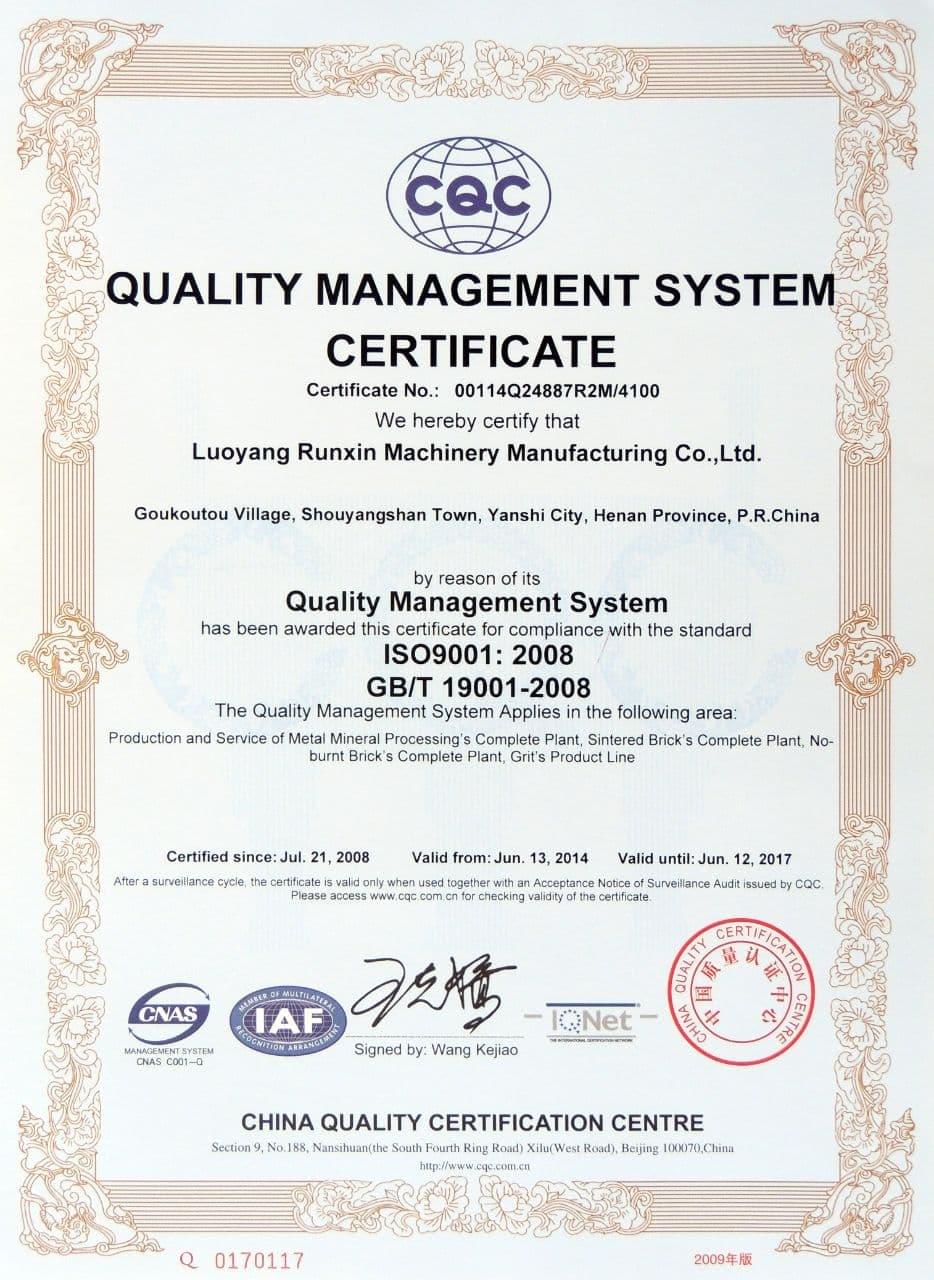 CQC
QUALITY MANAGEMENT SYSTEM
CERTIFICATE
Certificate No.: 00114Q24887R2M/4100
We hereby certify that
Luoyang Runxin Machinery Manufacturing Co.,Ltd.
Goukoutou Village, Shouyangshan Town, Yanshi City, Henan Province, P.R.China
by reason of its
Quality Management System
has been awarded this certificate for compliance with the standard
ISO9001: 2008
GB/T 19001-2008
The Quality Management System Applies in the following area:
Production and Service of Metal Mineral Processing's Complete Plant, Sintered Brick's Complete Plant, No-
burnt Brick's Complete Plant, Grit's Product Line
Certified since: Jul. 21, 2008 Valid from: Jun. 13, 2014 Valid until: Jun. 12, 2017
After a surveillance cycle, the certificate is valid only when used together with an Acceptance Notice of Surveillance Audit issued by CQC.
Please access www.cqc.com.cn for checking validity of the certificate.
CNAS
MANAGEMENT SYSTEM
CNAS C001-Q
MEMBER OF MULTILATERAL
IAF
RECOGNITION ARRANGEMENT
王克娇
Signed by: Wang Kejiao
IQNet
THE INTERNATIONAL CERTIFICATION NETWORK
CHINA QUALITY CERTIFICATION CENTRE
中国质量认证中心
CHINA QUALITY CERTIFICATION CENTRE
Section 9, No.188, Nansihuan(the South Fourth Ring Road) Xilu(West Road), Beijing 100070,China
http://www.cqc.com.cn
Q 0170117
2009年版